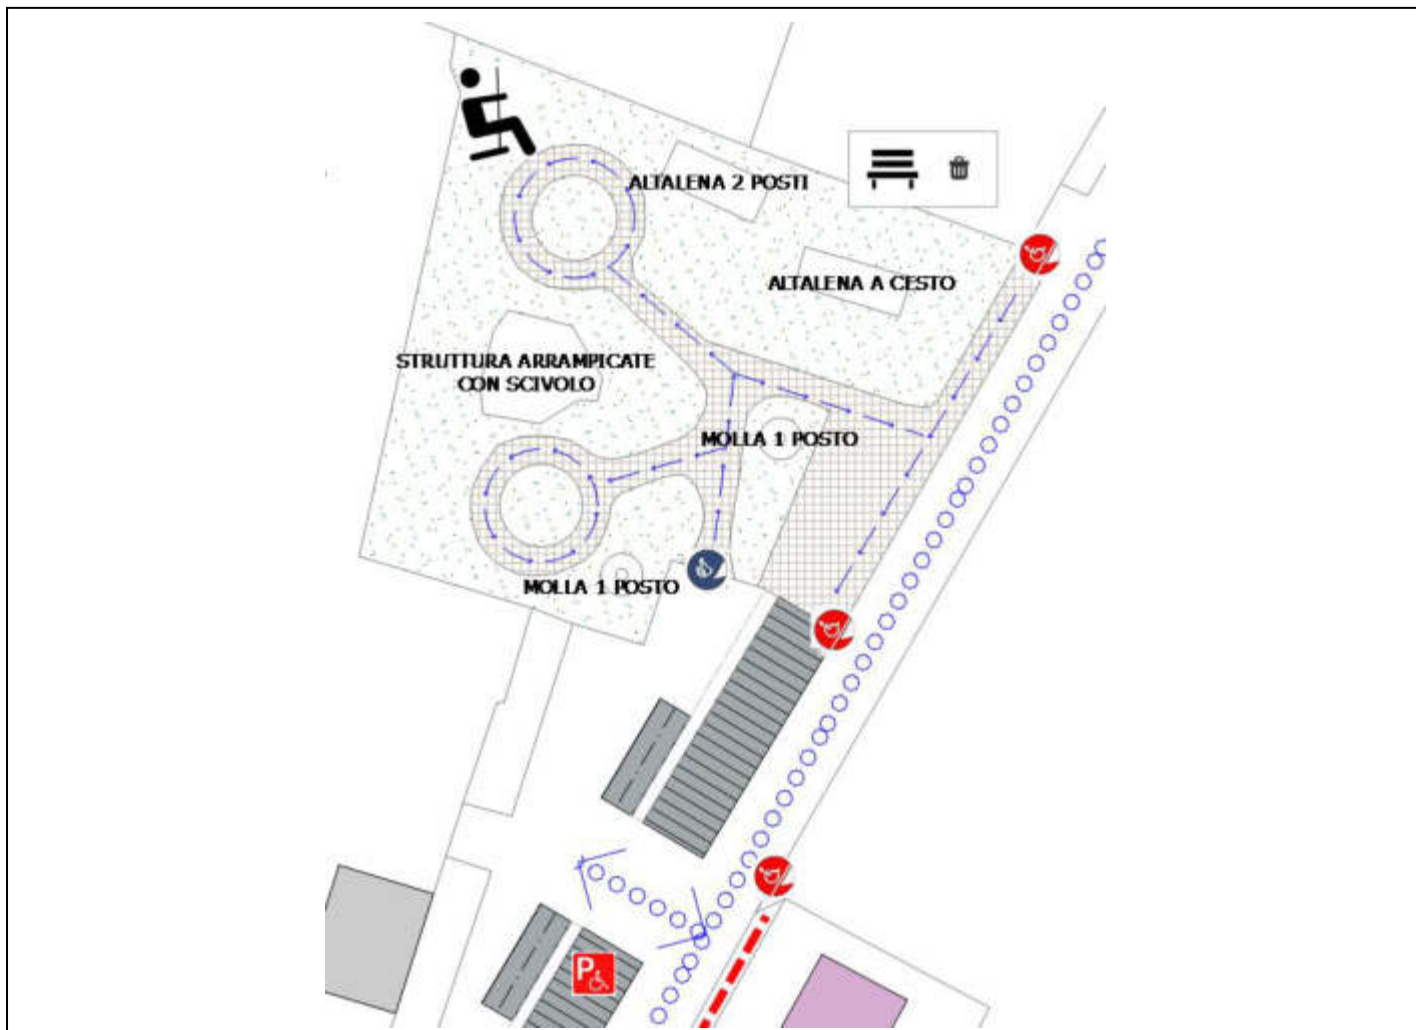 ALTALENA 2 POSTI
ALTALENA A CESTO
STRUTTURA ARRAMPICATE
CON SCIVOLO
MOLLA 1 POSTO
MOLLA 1 POSTO
P